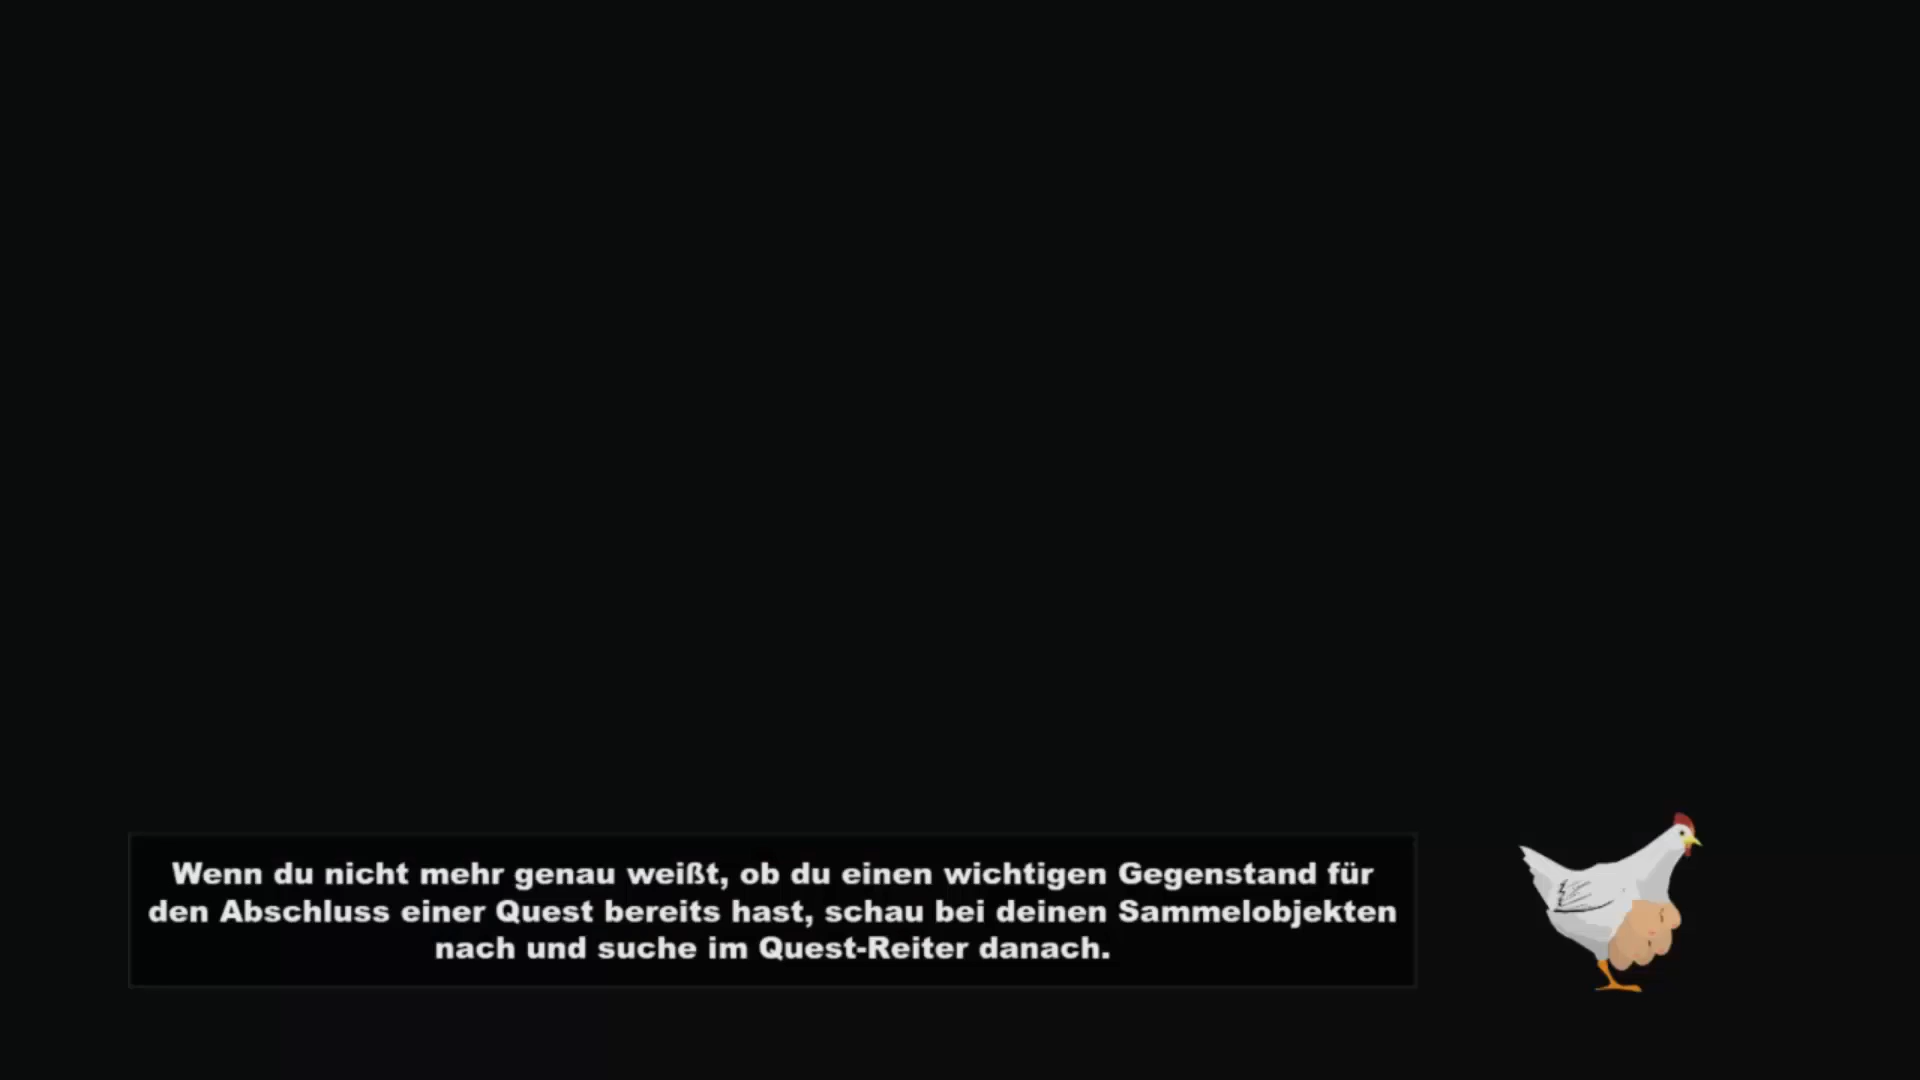 Wenn du nicht mehr genau weißt, ob du einen wichtigen Gegenstand für
den Abschluss einer Quest bereits hast, schau bei deinen Sammelobjekten
nach und suche im Quest-Reiter danach.